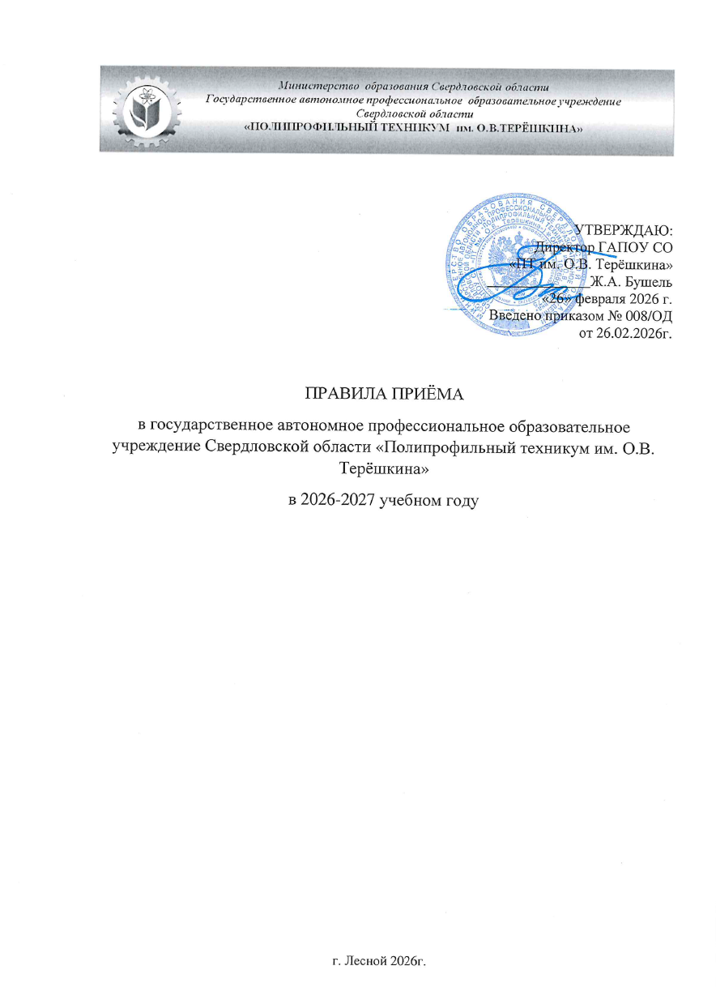 Министерство образования Свердловской области
Государственное автономное профессиональное образовательное учреждение
Свердловской области
«ПОЛИПРОФИЛЬНЫЙ ТЕХНИКУМ им. О.В.ТЕРЁШКИНА»
УТВЕРЖДАЮ:
Директор ГАПОУ СО
«ПТ им. О.В. Терёшкина»
Ж.А. Бушель
«26» февраля 2026 г.
Введено приказом № 008/ОД
от 26.02.2026г.
ПРАВИЛА ПРИЁМА
в государственное автономное профессиональное образовательное
учреждение Свердловской области «Полипрофильный техникум им. О.В.
Терёшкина»
в 2026-2027 учебном году
г. Лесной 2026г.